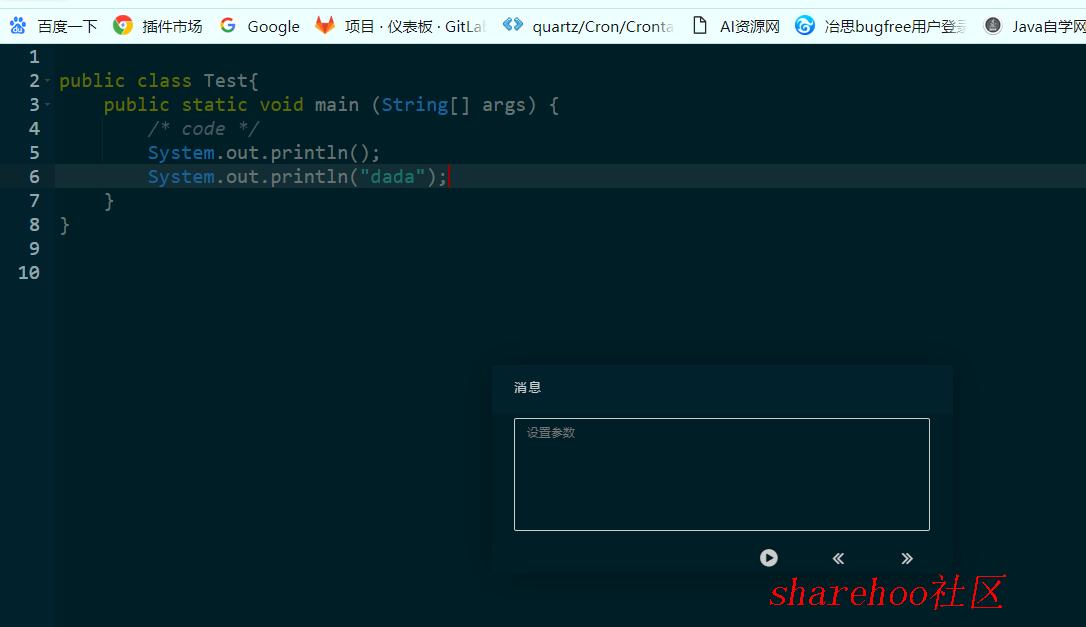 百度一下 插件市场 Google 项目 · 仪表板 · GitLa quartz/Cron/Cronta AI资源网 冶思bugfree用户登录 Java自学网
1
2 public class Test{
3 public static void main (String[] args) {
4 /* code */
5 System.out.println();
6 System.out.println("dada");
7 }
8 }
9
10
消息
设置参数
sharehoo社区